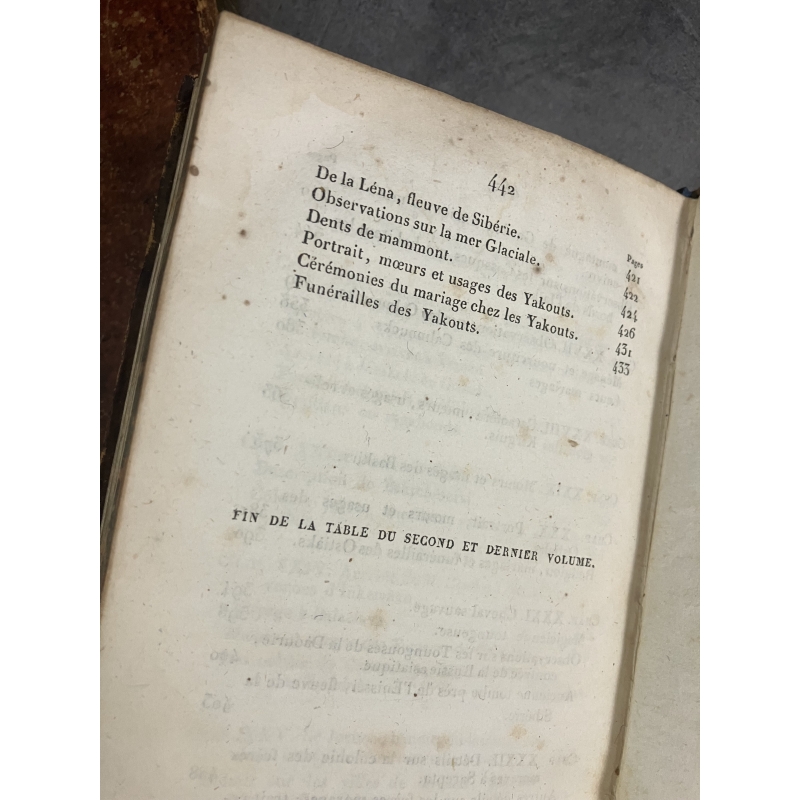 442
Pages
De la Léna, fleuve de Sibérie. 421
Observations sur la mer Glaciale. 422
Dents de mammont. 424
Portrait, mœurs et usages des Yakouts. 426
Cérémonies du mariage chez les Yakouts. 431
Funérailles des Yakouts. 433
FIN DE LA TABLE DU SECOND ET DERNIER VOLUME.